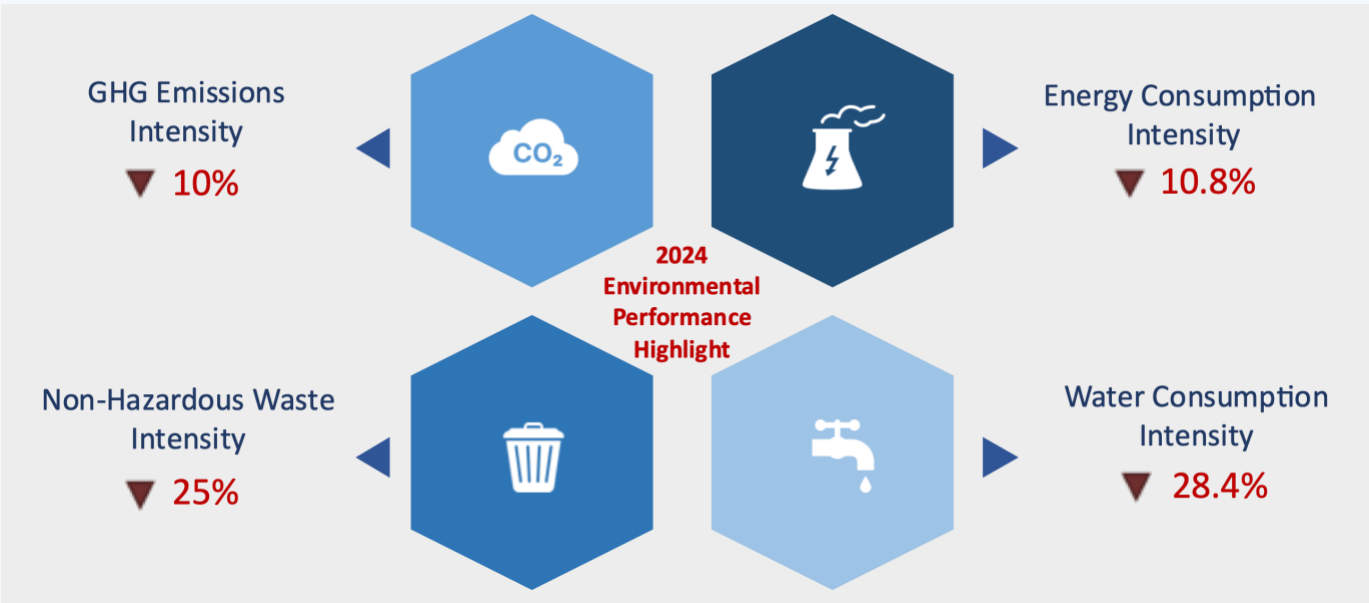 GHG Emissions
Intensity
▼ 10%
CO₂
Energy Consumption
Intensity
▼ 10.8%
2024
Environmental
Performance
Highlight
Non-Hazardous Waste
Intensity
▼ 25%
Water Consumption
Intensity
▼ 28.4%